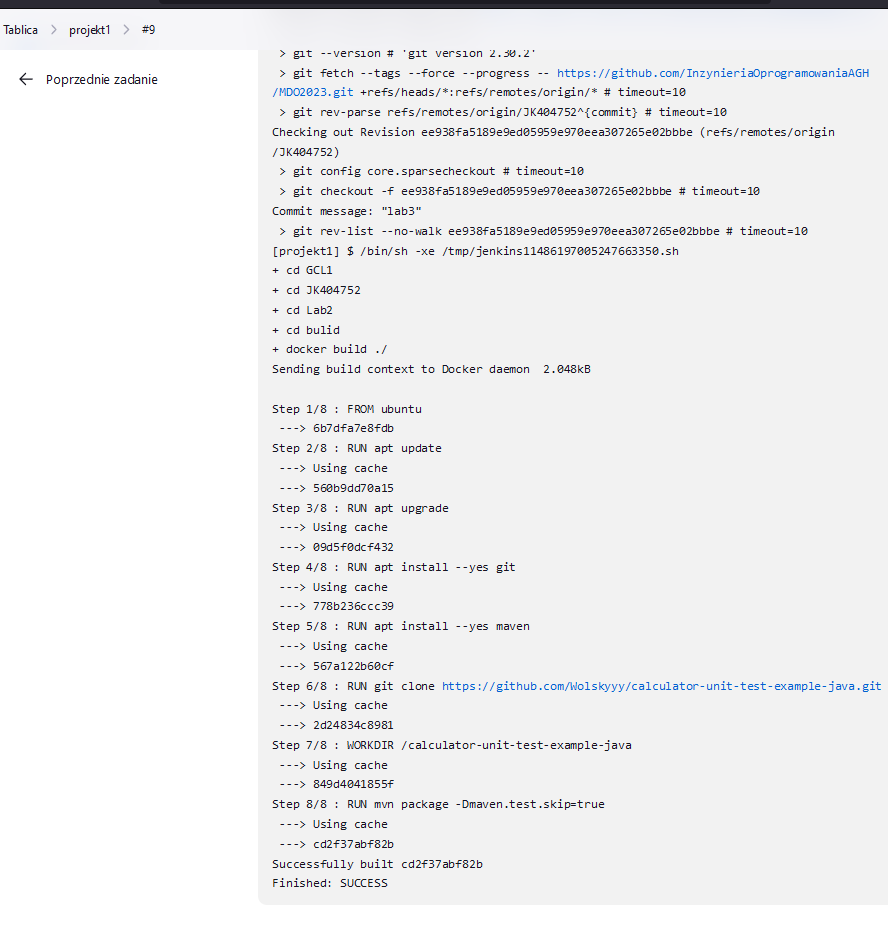 Tablica > projekt1 > #9
← Poprzednie zadanie
> git --version # 'git version 2.30.2'
> git fetch --tags --force --progress -- https://github.com/InzynieriaOprogramowaniaAGH
/MDO2023.git +refs/heads/*:refs/remotes/origin/* # timeout=10
> git rev-parse refs/remotes/origin/JK404752^{commit} # timeout=10
Checking out Revision ee938fa5189e9ed05959e970eea307265e02bbbe (refs/remotes/origin
/JK404752)
> git config core.sparsecheckout # timeout=10
> git checkout -f ee938fa5189e9ed05959e970eea307265e02bbbe # timeout=10
Commit message: "lab3"
> git rev-list --no-walk ee938fa5189e9ed05959e970eea307265e02bbbe # timeout=10
[projekt1] $ /bin/sh -xe /tmp/jenkins11486197005247663350.sh
+ cd GCL1
+ cd JK404752
+ cd Lab2
+ cd bulid
+ docker build ./
Sending build context to Docker daemon  2.048kB
Step 1/8 : FROM ubuntu
---> 6b7dfa7e8fdb
Step 2/8 : RUN apt update
---> Using cache
---> 560b9dd70a15
Step 3/8 : RUN apt upgrade
---> Using cache
---> 09d5f0dcf432
Step 4/8 : RUN apt install --yes git
---> Using cache
---> 778b236ccc39
Step 5/8 : RUN apt install --yes maven
---> Using cache
---> 567a122b60cf
Step 6/8 : RUN git clone https://github.com/Wolskyyy/calculator-unit-test-example-java.git
---> Using cache
---> 2d24834c8981
Step 7/8 : WORKDIR /calculator-unit-test-example-java
---> Using cache
---> 849d4041855f
Step 8/8 : RUN mvn package -Dmaven.test.skip=true
---> Using cache
---> cd2f37abf82b
Successfully built cd2f37abf82b
Finished: SUCCESS